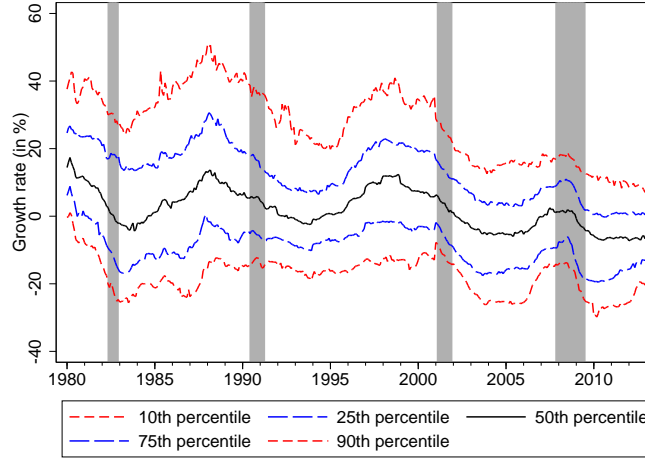 60
40
20
0
-20
-40
Growth rate (in %)
1980 1985 1990 1995 2000 2005 2010
10th percentile 25th percentile 50th percentile
75th percentile 90th percentile